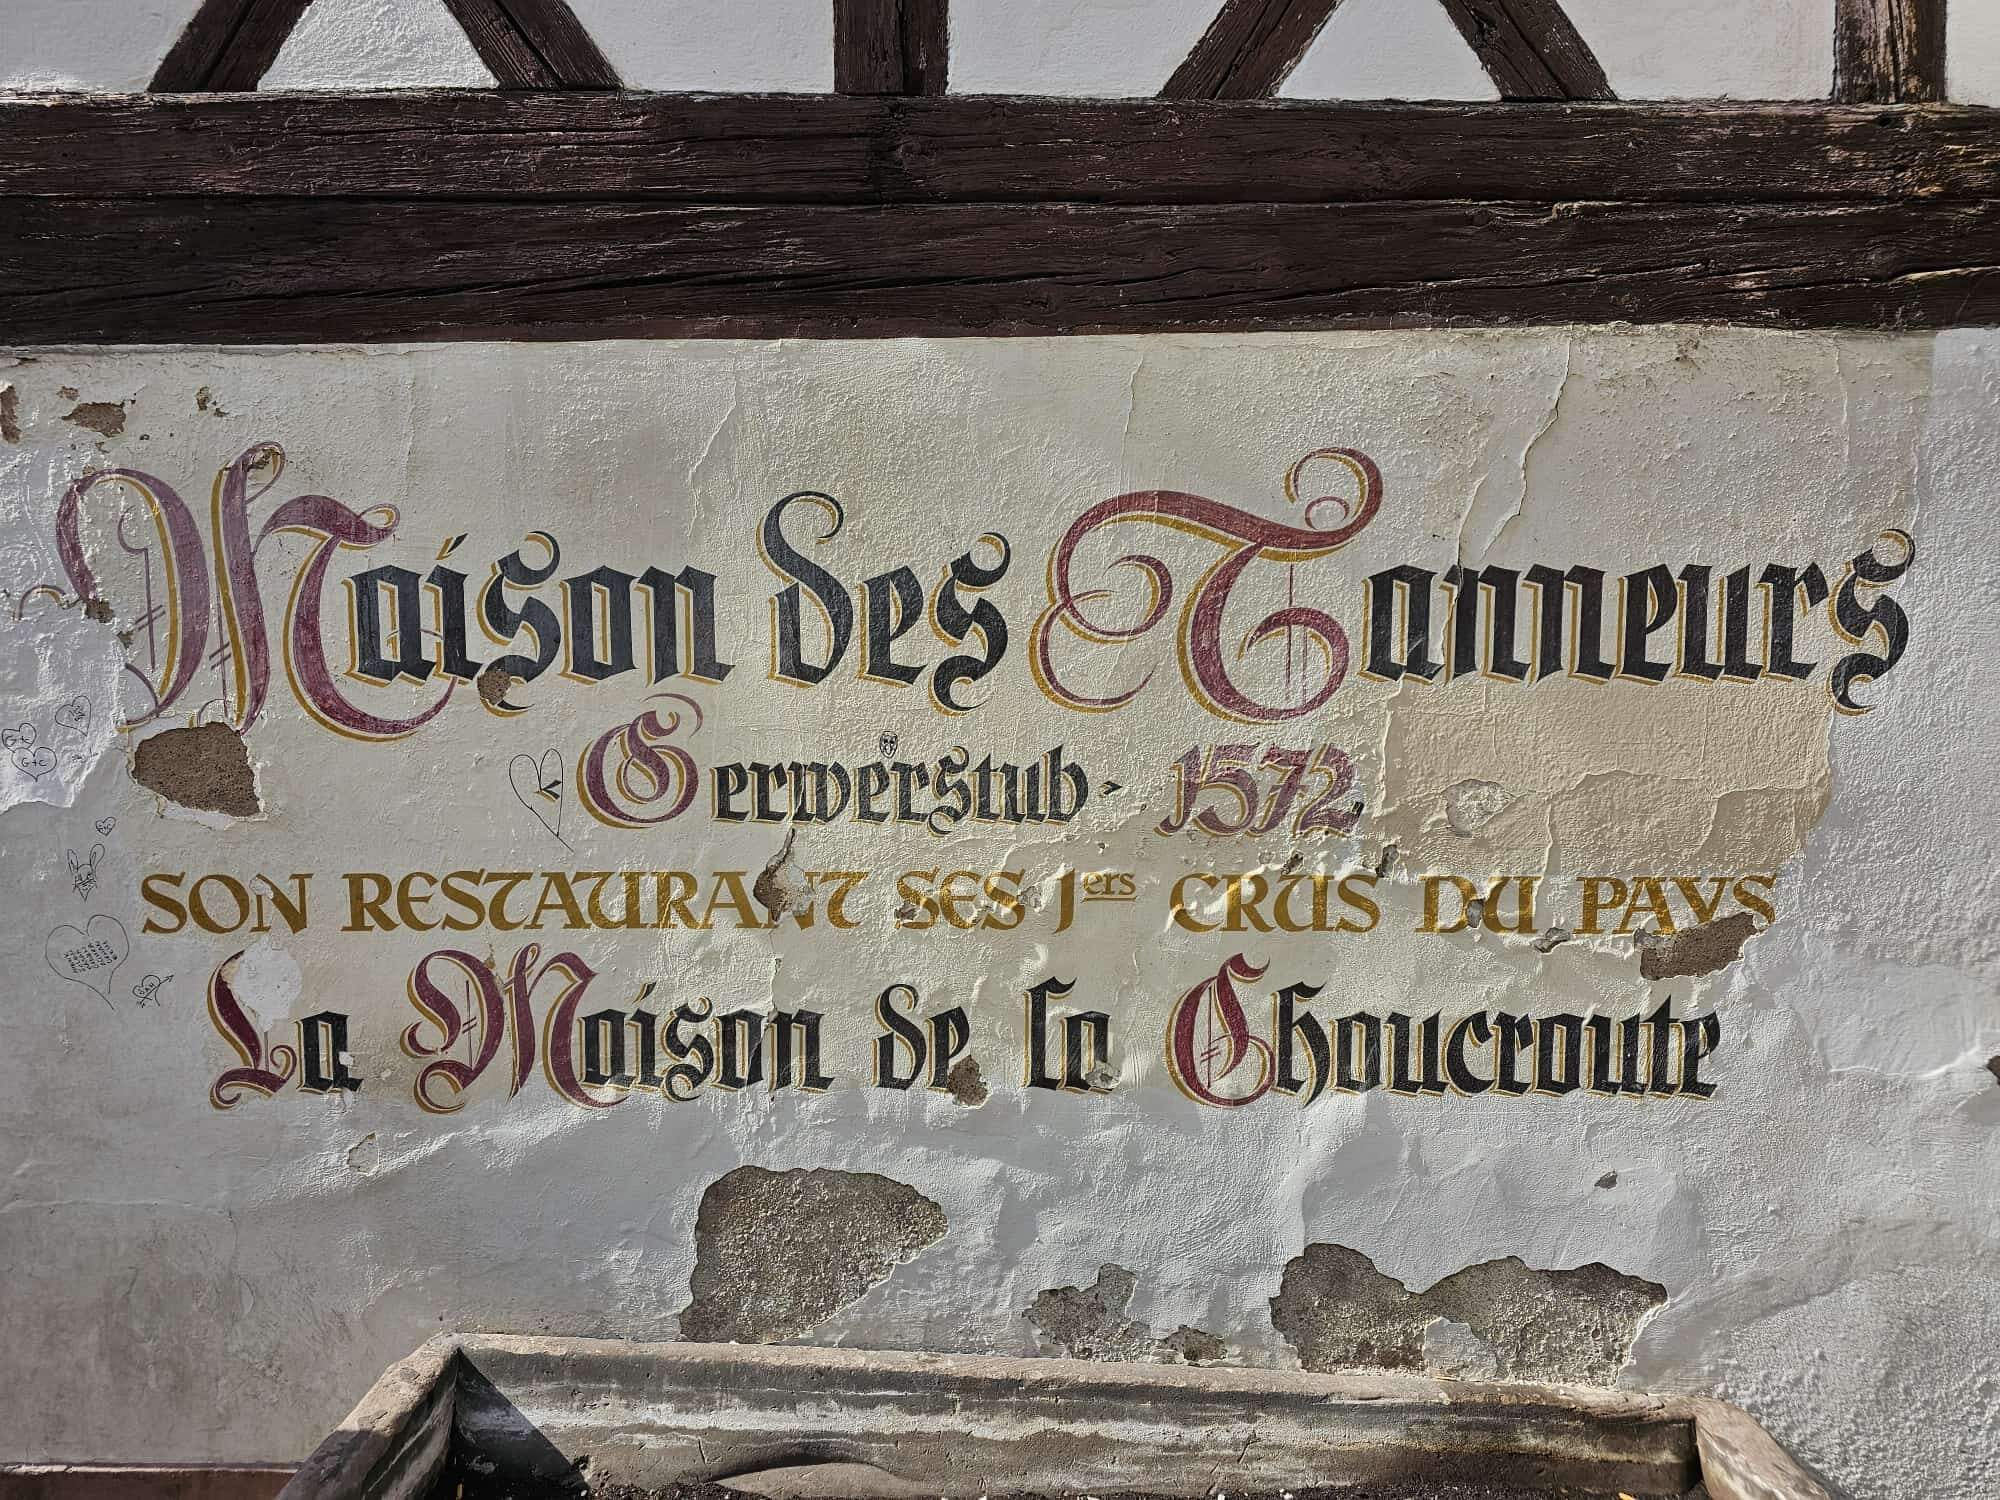 Maison des Tanneurs
- Gerwerstub - 1572
SON RESTAURANT SES 1ers CRUS DU PAYS
La Maison de la Choucroute
G+C
G+C